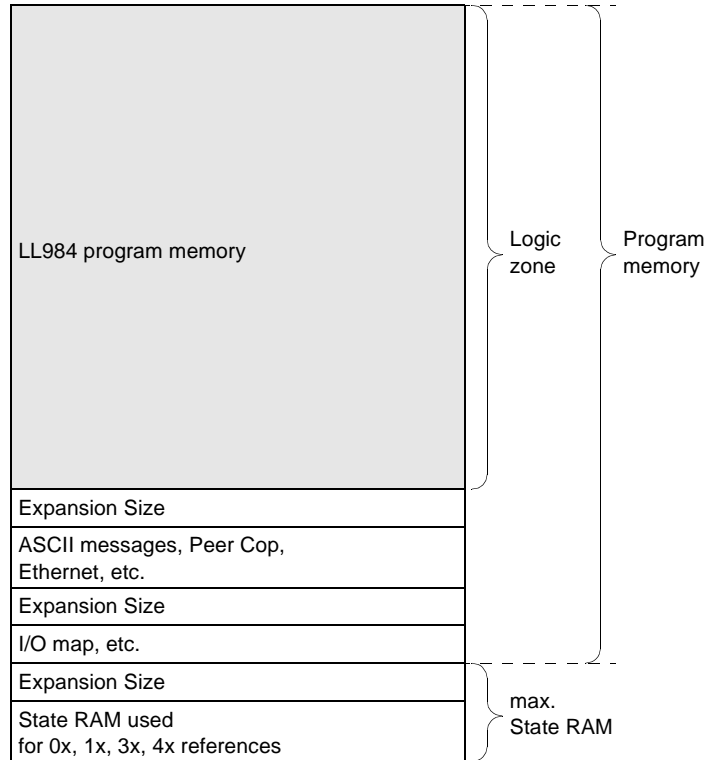 LL984 program memory
Logic
zone
Program
memory
Expansion Size
ASCII messages, Peer Cop,
Ethernet, etc.
Expansion Size
I/O map, etc.
Expansion Size
State RAM used
for 0x, 1x, 3x, 4x references
max.
State RAM